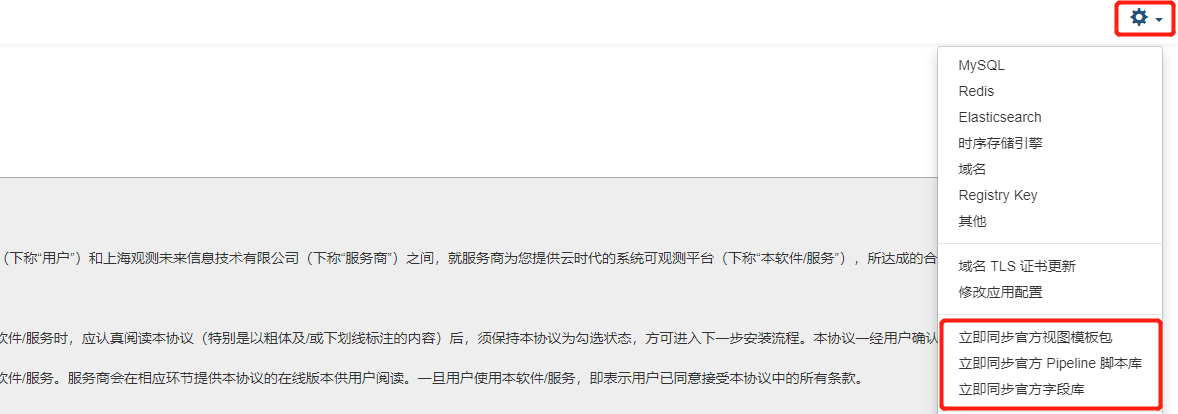 MySQL
Redis
Elasticsearch
时序存储引擎
域名
Registry Key
其他
域名 TLS 证书更新
修改应用配置
立即同步官方视图模板包
立即同步官方 Pipeline 脚本库
立即同步官方字段库
（下称“用户”）和上海观测未来信息技术有限公司（下称“服务商”）之间，就服务商为您提供云时代的系统可观测平台（下称“本软件/服务”），所达成的合
软件/服务时，应认真阅读本协议（特别是以粗体及/或下划线标注的内容）后，须保持本协议为勾选状态，方可进入下一步安装流程。本协议一经用户确认
软件/服务。服务商会在相应环节提供本协议的在线版本供用户阅读。一旦用户使用本软件/服务，即表示用户已同意接受本协议中的所有条款。